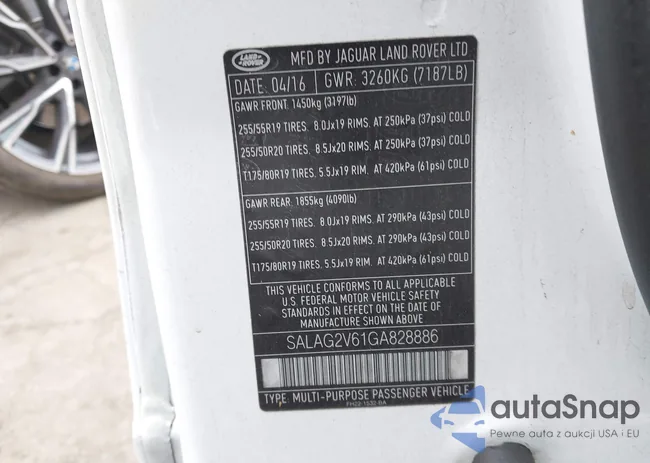 LAND ROVER
MFD BY JAGUAR LAND ROVER LTD
DATE: 04/16 GWR: 3260KG (7187LB)
GAWR FRONT: 1450kg (3197lb)
255/55R19 TIRES. 8.0Jx19 RIMS. AT 250kPa (37psi) COLD
255/50R20 TIRES. 8.5Jx20 RIMS. AT 250kPa (37psi) COLD
T175/80R19 TIRES. 5.5Jx19 RIM. AT 420kPa (61psi) COLD
GAWR REAR: 1855kg (4090lb)
255/55R19 TIRES. 8.0Jx19 RIMS. AT 290kPa (43psi) COLD
255/50R20 TIRES. 8.5Jx20 RIMS. AT 290kPa (43psi) COLD
T175/80R19 TIRES. 5.5Jx19 RIM. AT 420kPa (61psi) COLD
THIS VEHICLE CONFORMS TO ALL APPLICABLE
U.S. FEDERAL MOTOR VEHICLE SAFETY
STANDARDS IN EFFECT ON THE DATE OF
MANUFACTURE SHOWN ABOVE
SALAG2V61GA828886
TYPE: MULTI-PURPOSE PASSENGER VEHICLE
autaSnap
Pewne auta z aukcji USA i EU